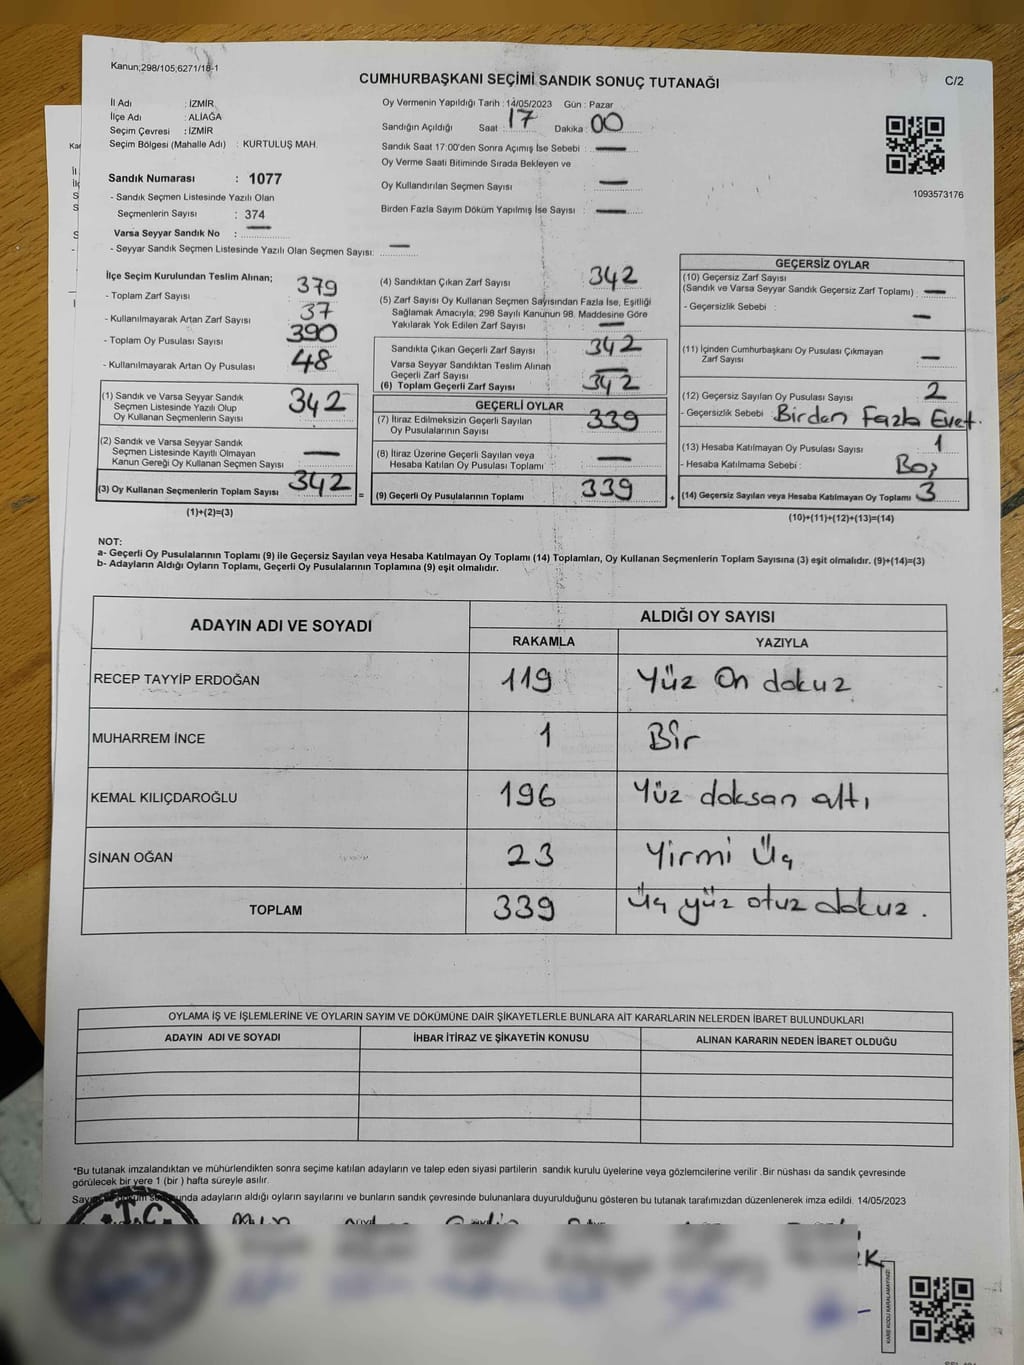 Kanun;298/105;6271/18-1
CUMHURBAŞKANI SEÇİMİ SANDIK SONUÇ TUTANAĞI
C/2
İl Adı : İZMİR
İlçe Adı : ALİAĞA
Seçim Çevresi : İZMİR
Seçim Bölgesi (Mahalle Adı) : KURTULUŞ MAH.
Sandık Numarası : 1077
- Sandık Seçmen Listesinde Yazılı Olan
Seçmenlerin Sayısı : 374
Varsa Seyyar Sandık No : —
- Seyyar Sandık Seçmen Listesinde Yazılı Olan Seçmen Sayısı: —
Oy Vermenin Yapıldığı Tarih : 14/05/2023 Gün : Pazar
Sandığın Açıldığı Saat : 17 Dakika : 00
Sandık Saat 17:00'den Sonra Açımış İse Sebebi : —
Oy Verme Saati Bitiminde Sırada Bekleyen ve
Oy Kullandırılan Seçmen Sayısı : —
Birden Fazla Sayım Döküm Yapılmış İse Sayısı : —
1093573176
İlçe Seçim Kurulundan Teslim Alınan;
- Toplam Zarf Sayısı 379
- Kullanılmayarak Artan Zarf Sayısı 37
- Toplam Oy Pusulası Sayısı 390
- Kullanılmayarak Artan Oy Pusulası 48
(1) Sandık ve Varsa Seyyar Sandık
Seçmen Listesinde Yazılı Olup
Oy Kullanan Seçmenlerin Sayısı 342
(2) Sandık ve Varsa Seyyar Sandık
Seçmen Listesinde Kayıtlı Olmayan
Kanun Gereği Oy Kullanan Seçmen Sayısı —
(3) Oy Kullanan Seçmenlerin Toplam Sayısı 342 =
(1)+(2)=(3)
(4) Sandıktan Çıkan Zarf Sayısı 342
(5) Zarf Sayısı Oy Kullanan Seçmen Sayısından Fazla İse, Eşitliği
Sağlamak Amacıyla; 298 Sayılı Kanunun 98. Maddesine Göre
Yakılarak Yok Edilen Zarf Sayısı —
Sandıkta Çıkan Geçerli Zarf Sayısı 342
Varsa Seyyar Sandıktan Teslim Alınan
Geçerli Zarf Sayısı —
(6) Toplam Geçerli Zarf Sayısı 342
GEÇERLİ OYLAR
(7) İtiraz Edilmeksizin Geçerli Sayılan
Oy Pusulalarının Sayısı 339
(8) İtiraz Üzerine Geçerli Sayılan veya
Hesaba Katılan Oy Pusulası Toplamı —
(9) Geçerli Oy Pusulalarının Toplamı 339 +
GEÇERSİZ OYLAR
(10) Geçersiz Zarf Sayısı
(Sandık ve Varsa Seyyar Sandık Geçersiz Zarf Toplamı) —
- Geçersizlik Sebebi : —
(11) İçinden Cumhurbaşkanı Oy Pusulası Çıkmayan
Zarf Sayısı —
(12) Geçersiz Sayılan Oy Pusulası Sayısı 2
- Geçersizlik Sebebi Birden Fazla Evet.
(13) Hesaba Katılmayan Oy Pusulası Sayısı 1
- Hesaba Katılmama Sebebi : Boş
(14) Geçersiz Sayılan veya Hesaba Katılmayan Oy Toplamı 3
(10)+(11)+(12)+(13)=(14)
NOT:
a- Geçerli Oy Pusulalarının Toplamı (9) ile Geçersiz Sayılan veya Hesaba Katılmayan Oy Toplamı (14) Toplamları, Oy Kullanan Seçmenlerin Toplam Sayısına (3) eşit olmalıdır. (9)+(14)=(3)
b- Adayların Aldığı Oyların Toplamı, Geçerli Oy Pusulalarının Toplamına (9) eşit olmalıdır.
ADAYIN ADI VE SOYADI
ALDIĞI OY SAYISI
RAKAMLA YAZIYLA
RECEP TAYYİP ERDOĞAN 119 Yüz On dokuz
MUHARREM İNCE 1 Bir
KEMAL KILIÇDAROĞLU 196 Yüz doksan altı
SİNAN OĞAN 23 Yirmi Üç
TOPLAM 339 Üç yüz otuz dokuz.
OYLAMA İŞ VE İŞLEMLERİNE VE OYLARIN SAYIM VE DÖKÜMÜNE DAİR ŞİKAYETLERLE BUNLARA AİT KARARLARIN NELERDEN İBARET BULUNDUKLARI
ADAYIN ADI VE SOYADI İHBAR İTİRAZ VE ŞİKAYETİN KONUSU ALINAN KARARIN NEDEN İBARET OLDUĞU
*Bu tutanak imzalandıktan ve mühürlendikten sonra seçime katılan adayların ve talep eden siyasi partilerin sandık kurulu üyelerine veya gözlemcilerine verilir .Bir nüshası da sandık çevresinde
görülecek bir yere 1 (bir ) hafta süreyle asılır.
adayların aldığı oyların sayılarını ve bunların sandık çevresinde bulunanlara duyurulduğunu gösteren bu tutanak tarafımızdan düzenlenerek imza edildi. 14/05/2023
T.C.